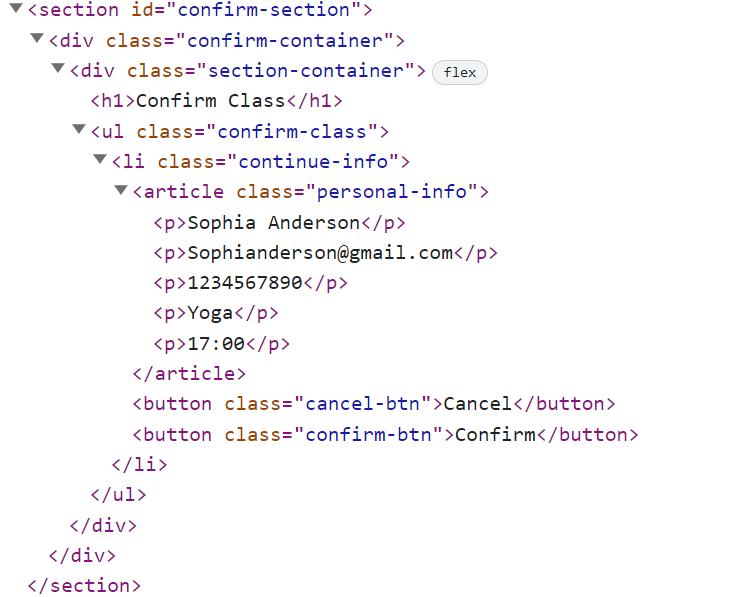 <section id="confirm-section">
<div class="confirm-container">
<div class="section-container"> flex
<h1>Confirm Class</h1>
<ul class="confirm-class">
<li class="continue-info">
<article class="personal-info">
<p>Sophia Anderson</p>
<p>Sophianderson@gmail.com</p>
<p>1234567890</p>
<p>Yoga</p>
<p>17:00</p>
</article>
<button class="cancel-btn">Cancel</button>
<button class="confirm-btn">Confirm</button>
</li>
</ul>
</div>
</div>
</section>